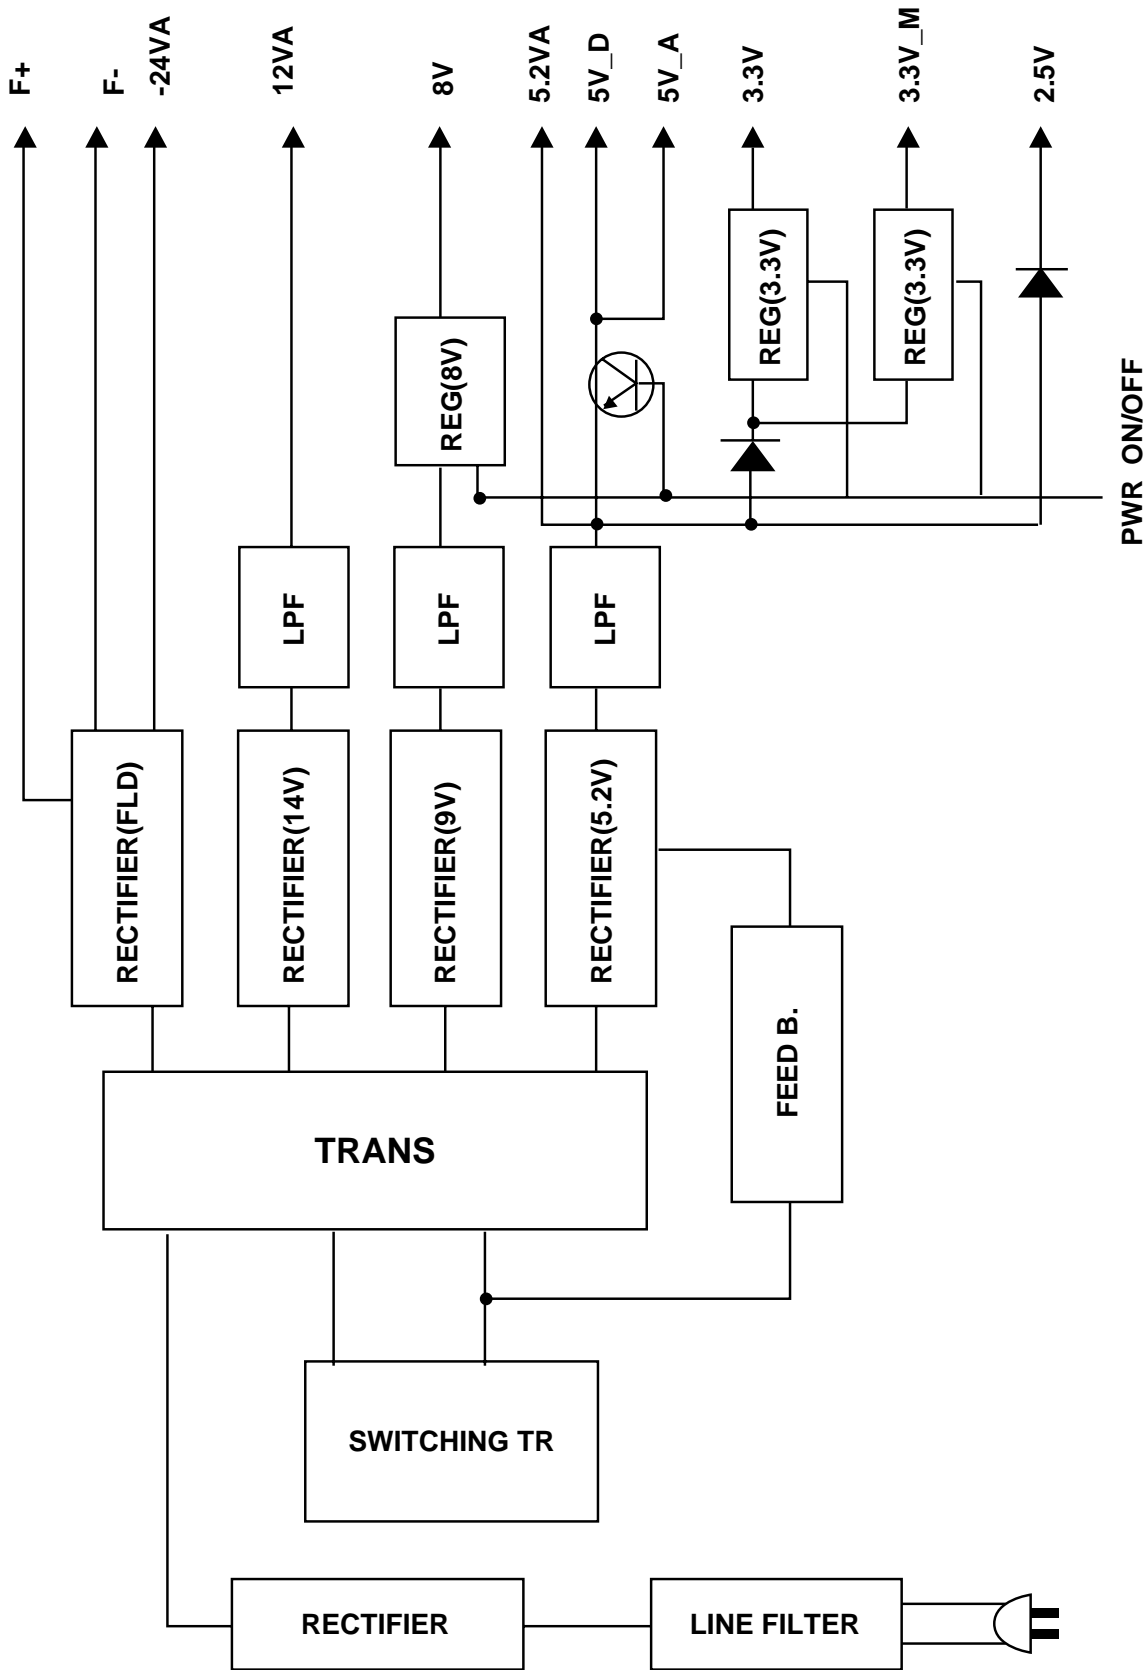 F+
F-
-24VA
12VA
8V
5.2VA
5V_D
5V_A
3.3V
3.3V_M
2.5V
REG(8V)
REG(3.3V)
REG(3.3V)
PWR ON/OFF
LPF
LPF
LPF
RECTIFIER(FLD)
RECTIFIER(14V)
RECTIFIER(9V)
RECTIFIER(5.2V)
FEED B.
TRANS
SWITCHING TR
RECTIFIER
LINE FILTER